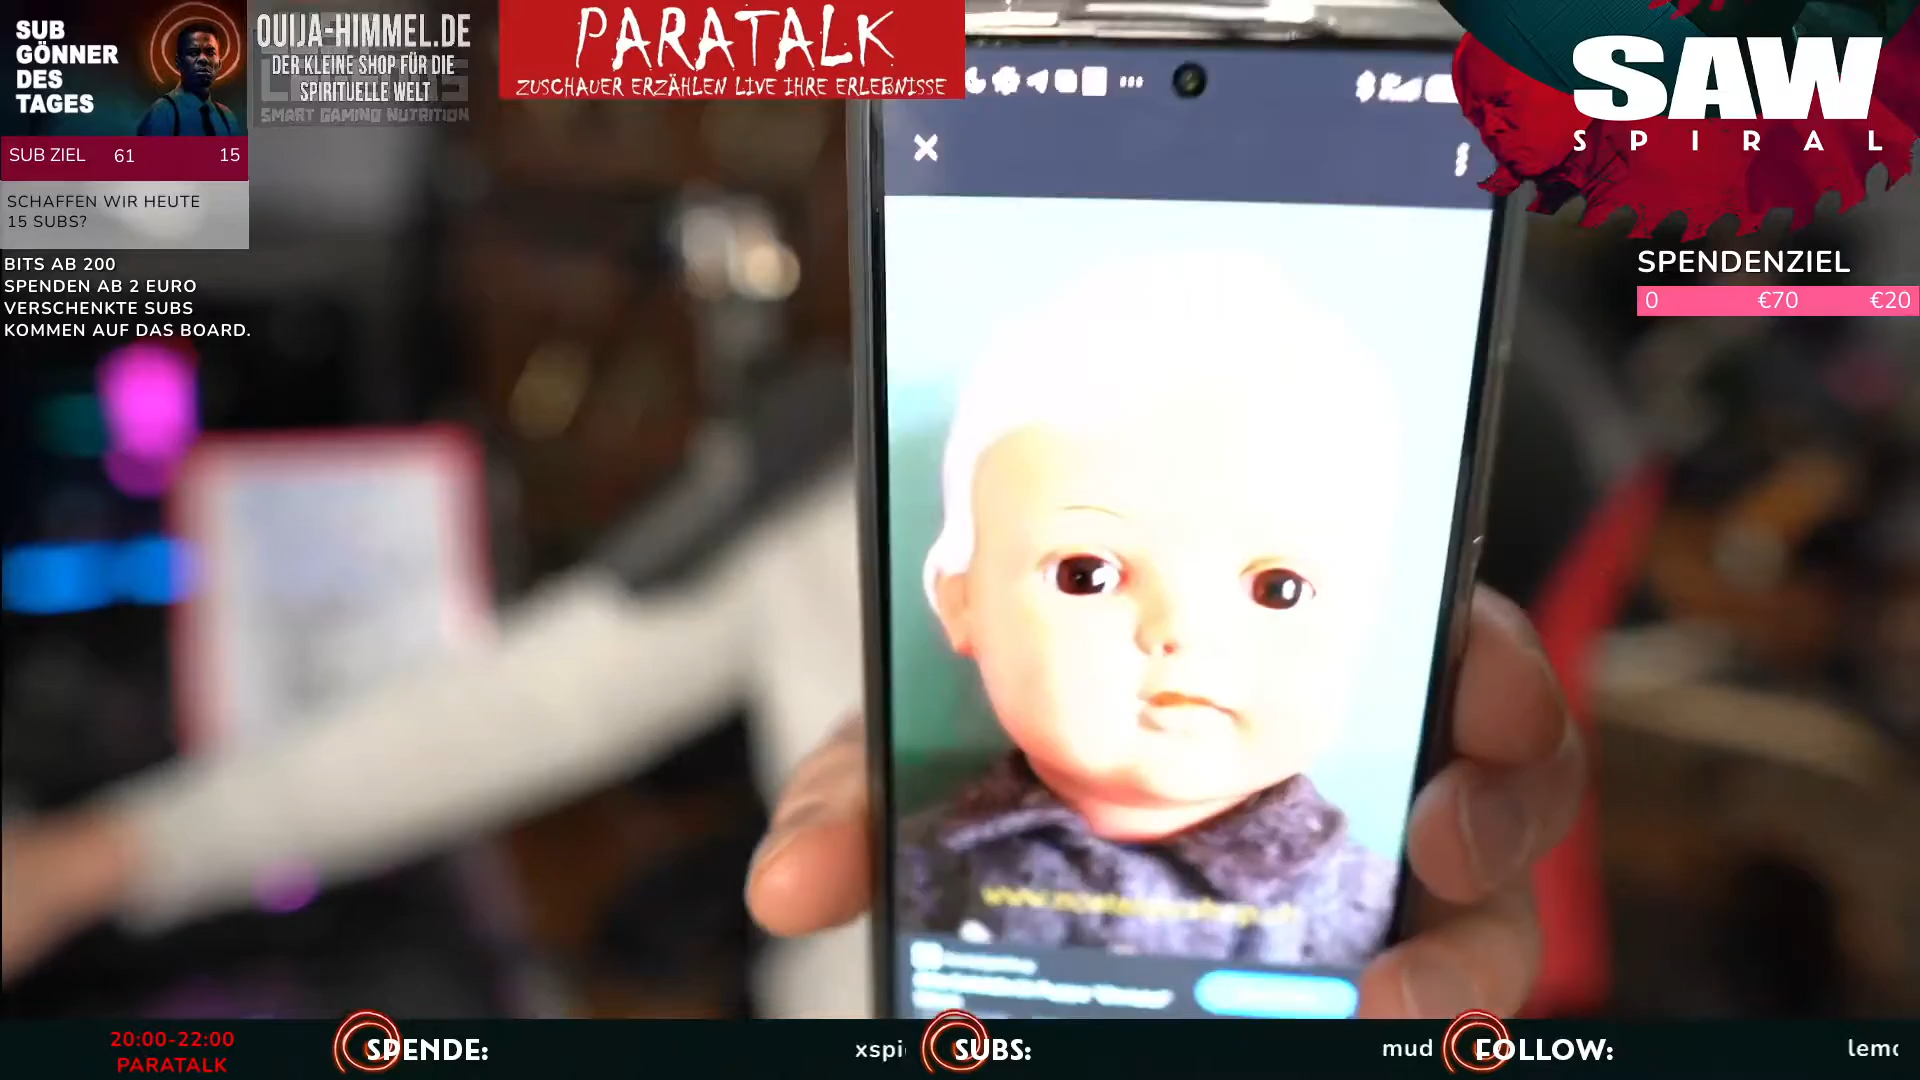 SUB
GÖNNER
DES
TAGES
OUIJA-HIMMEL.DE
DER KLEINE SHOP FÜR DIE
SPIRITUELLE WELT
SMART GAMING NUTRITION
PARATALK
ZUSCHAUER ERZÄHLEN LIVE IHRE ERLEBNISSE
SAW
SPIRAL
SUB ZIEL 61 15
SCHAFFEN WIR HEUTE
15 SUBS?
BITS AB 200
SPENDEN AB 2 EURO
VERSCHENKTE SUBS
KOMMEN AUF DAS BOARD.
SPENDENZIEL
0 €70 €20
20:00-22:00
PARATALK
SPENDE: xspi
SUBS: mud
FOLLOW: lem